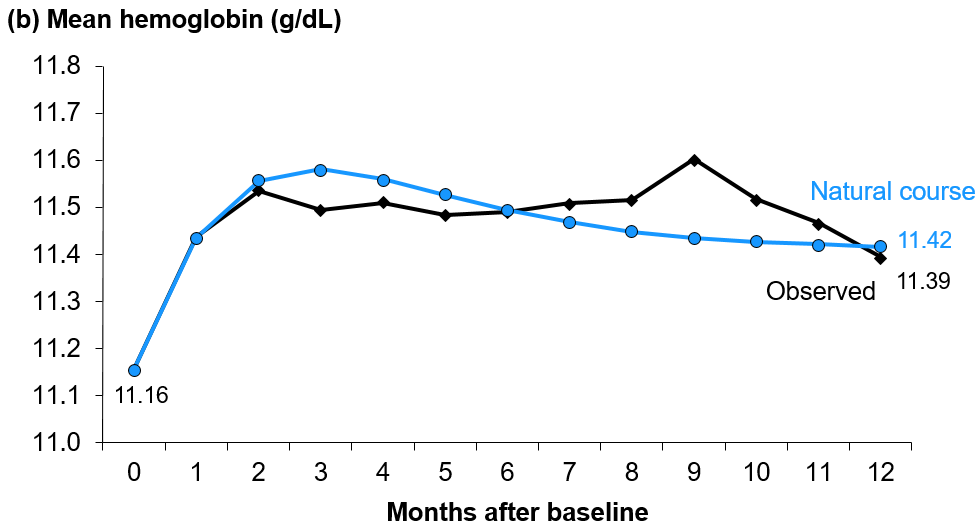 (b) Mean hemoglobin (g/dL)
11.8
11.7
11.6
11.5
11.4
11.3
11.2
11.1
11.0
Natural course
11.42
11.39
Observed
11.16
0 1 2 3 4 5 6 7 8 9 10 11 12
Months after baseline